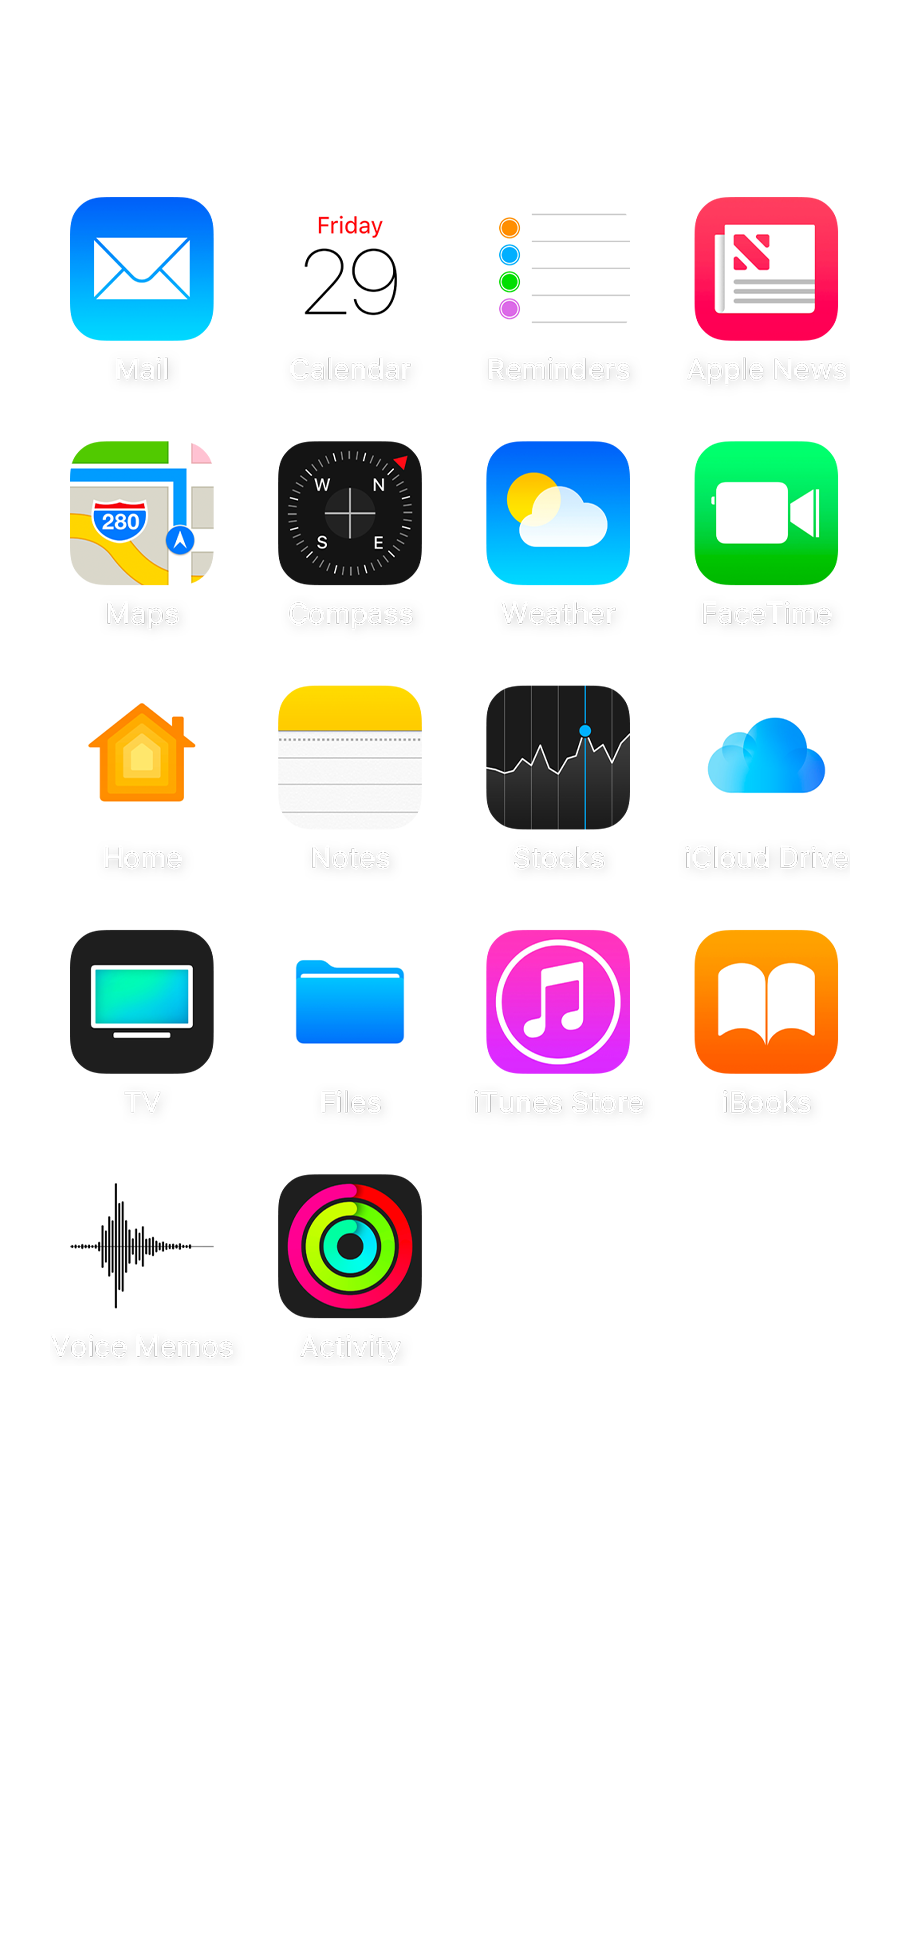 Friday
29
Mail
Calendar
Reminders
Apple News
280
W
N
S
E
Maps
Compass
Weather
FaceTime
Home
Notes
Stocks
iCloud Drive
TV
Files
iTunes Store
iBooks
Voice Memos
Activity